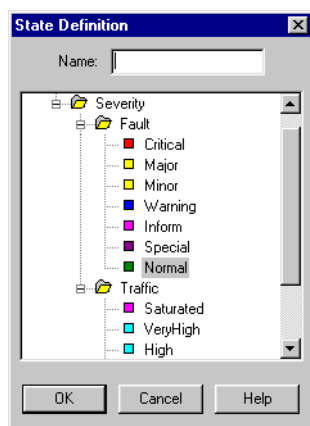 State Definition
Name:
Severity
Fault
Critical
Major
Minor
Warning
Inform
Special
Normal
Traffic
Saturated
VeryHigh
High
OK Cancel Help